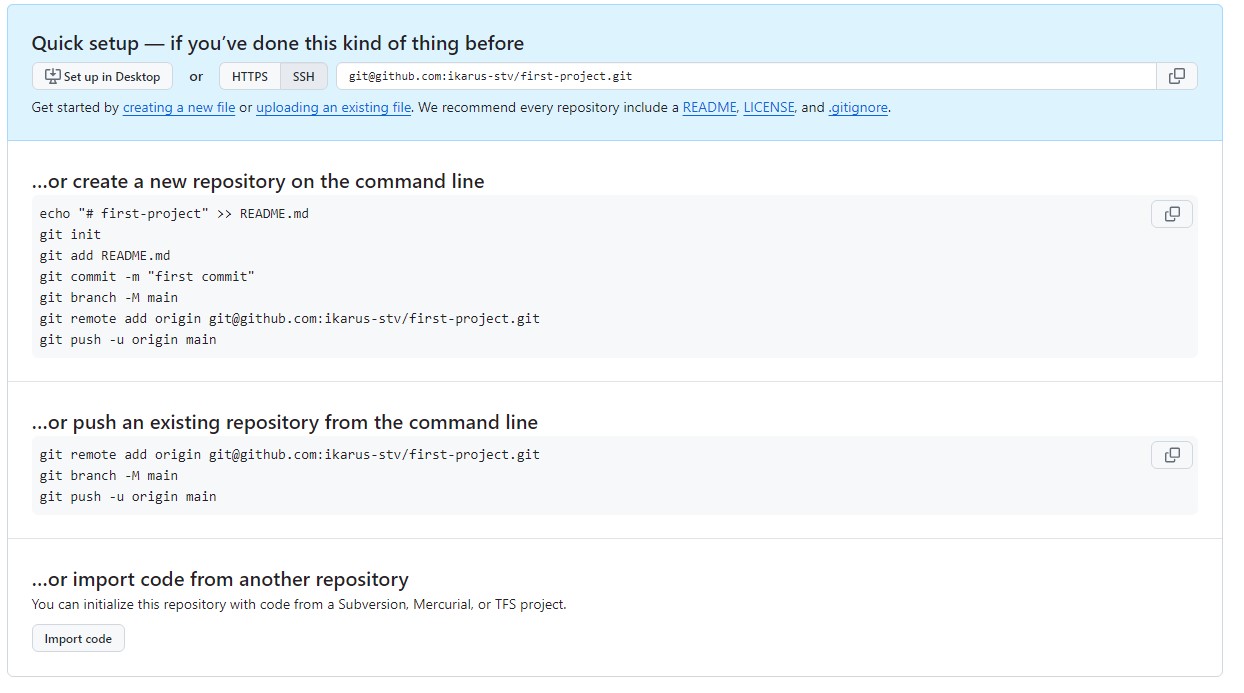 Quick setup — if you’ve done this kind of thing before
Set up in Desktop or HTTPS SSH git@github.com:ikarus-stv/first-project.git
Get started by creating a new file or uploading an existing file. We recommend every repository include a README, LICENSE, and .gitignore.
…or create a new repository on the command line
echo "# first-project" >> README.md
git init
git add README.md
git commit -m "first commit"
git branch -M main
git remote add origin git@github.com:ikarus-stv/first-project.git
git push -u origin main
…or push an existing repository from the command line
git remote add origin git@github.com:ikarus-stv/first-project.git
git branch -M main
git push -u origin main
…or import code from another repository
You can initialize this repository with code from a Subversion, Mercurial, or TFS project.
Import code